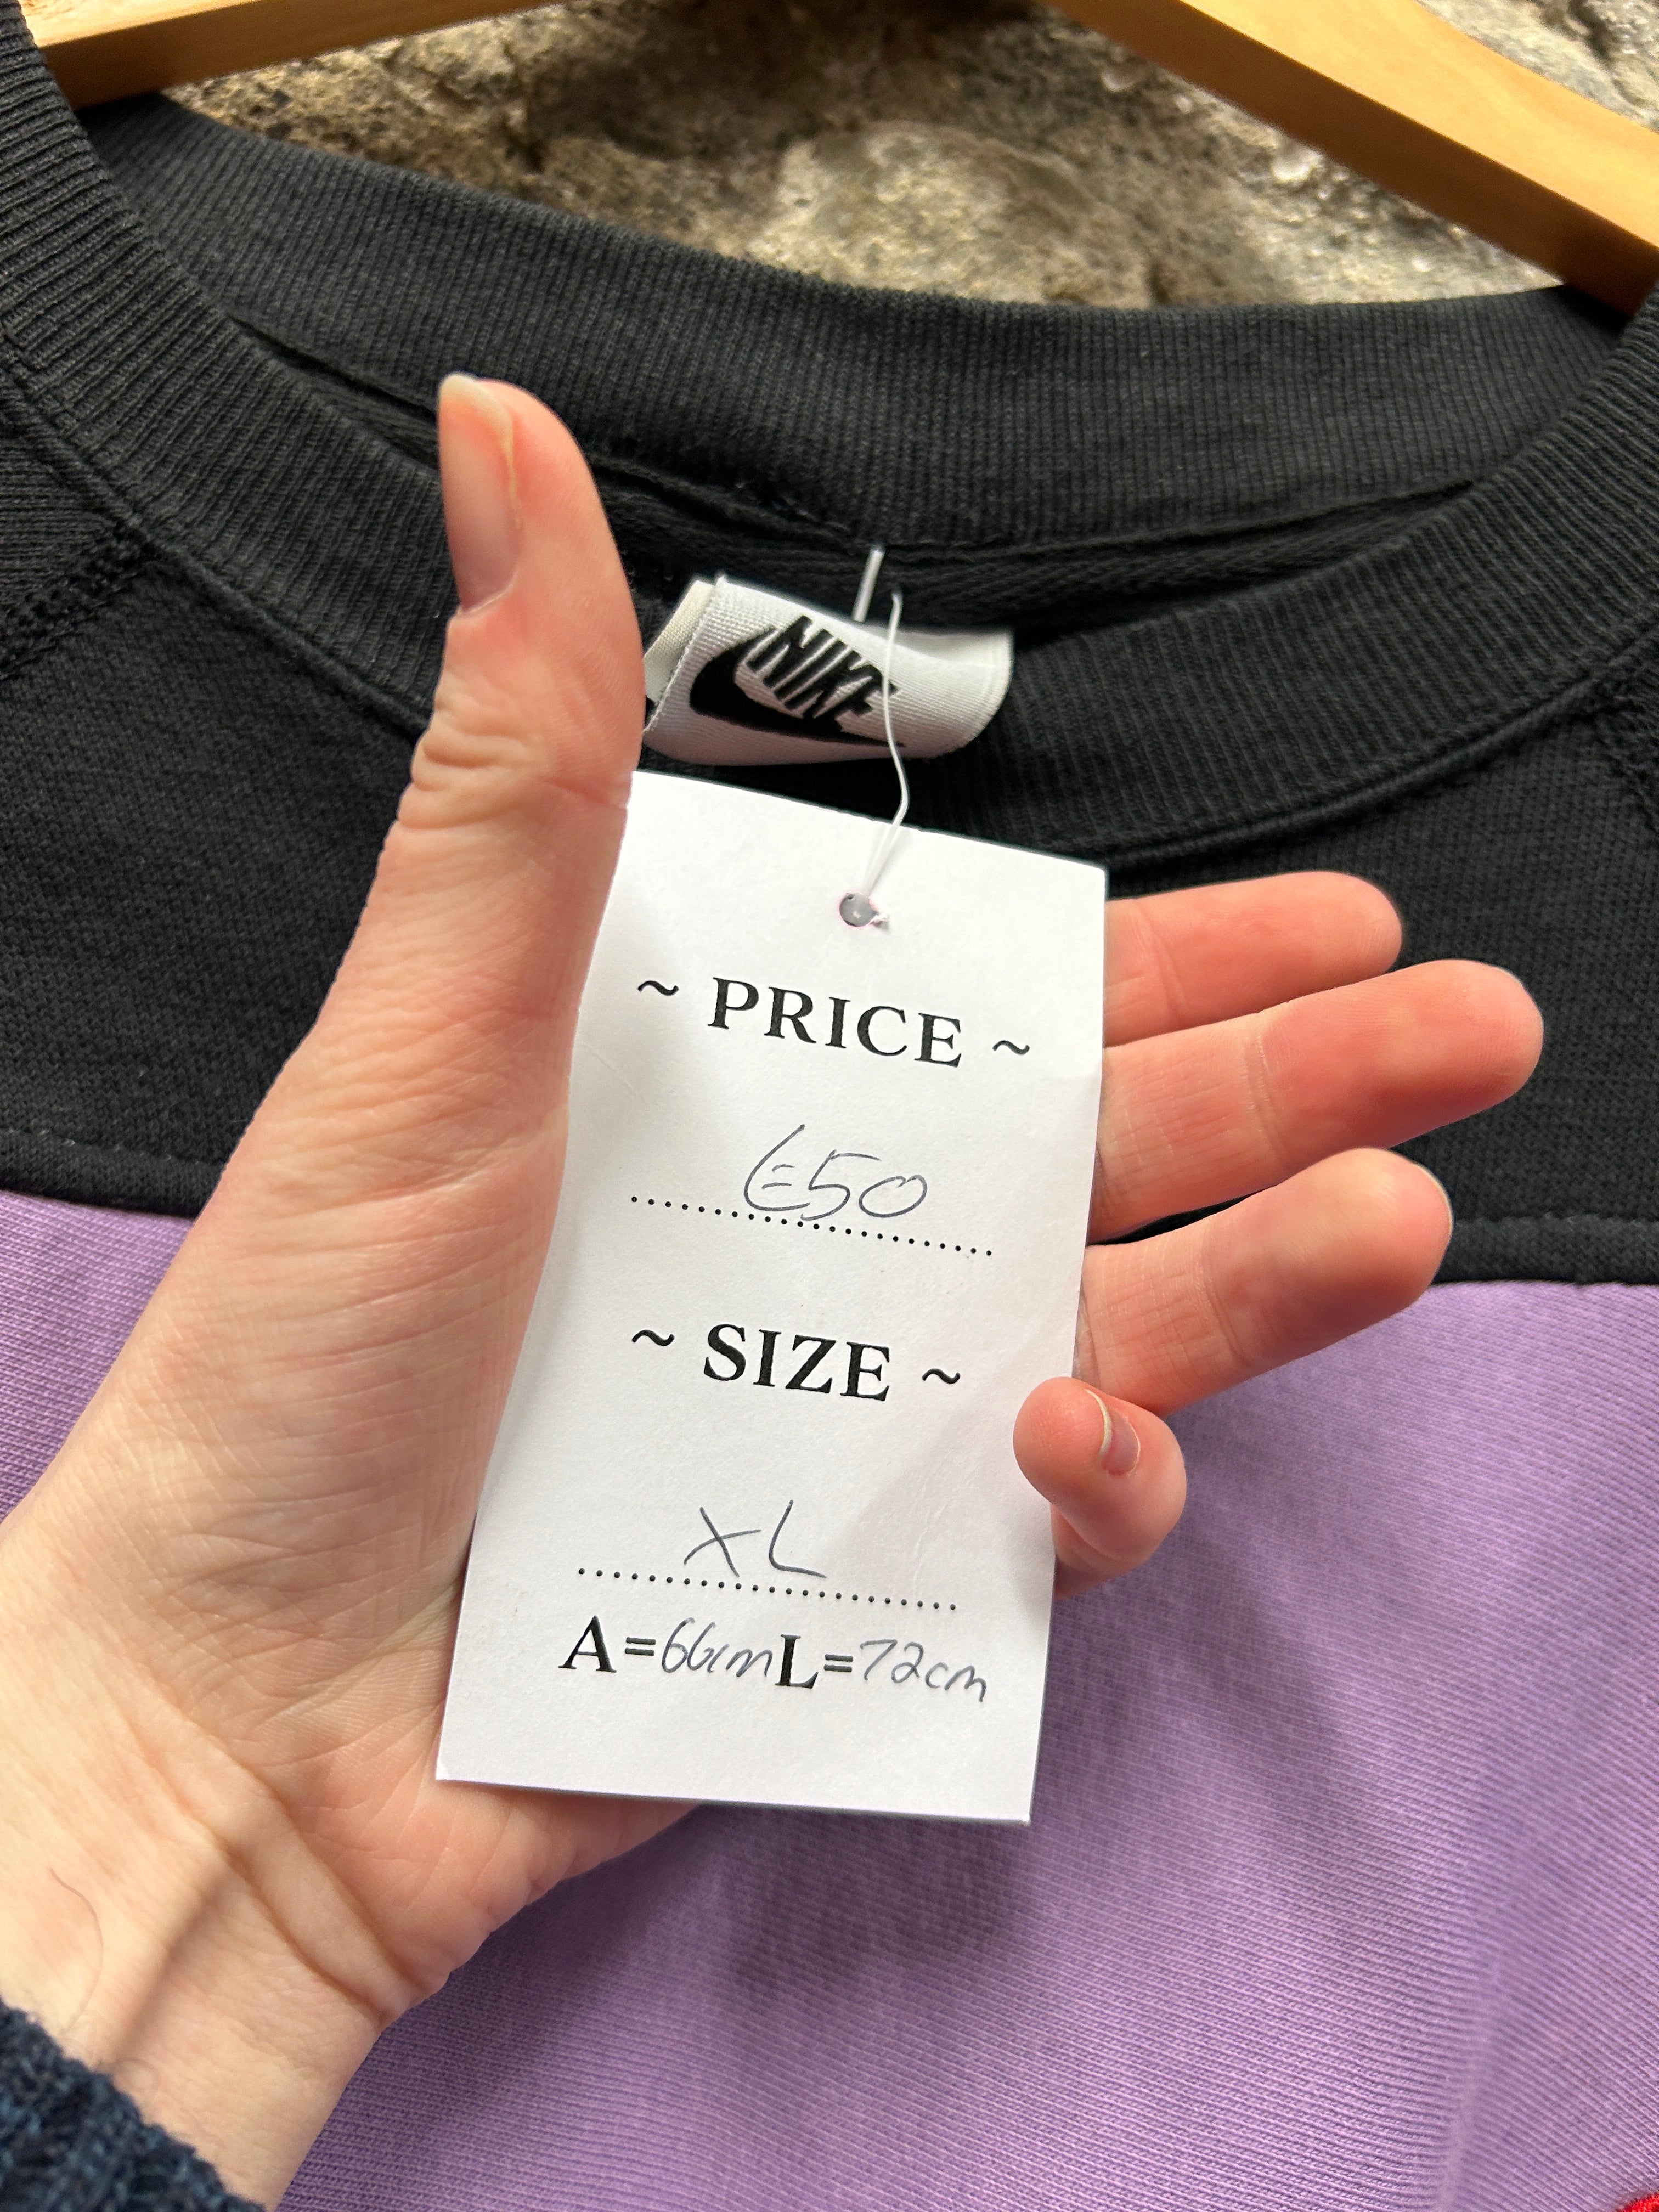 NIKE
~ PRICE ~
€50
~ SIZE ~
XL
A=66cm L=72cm